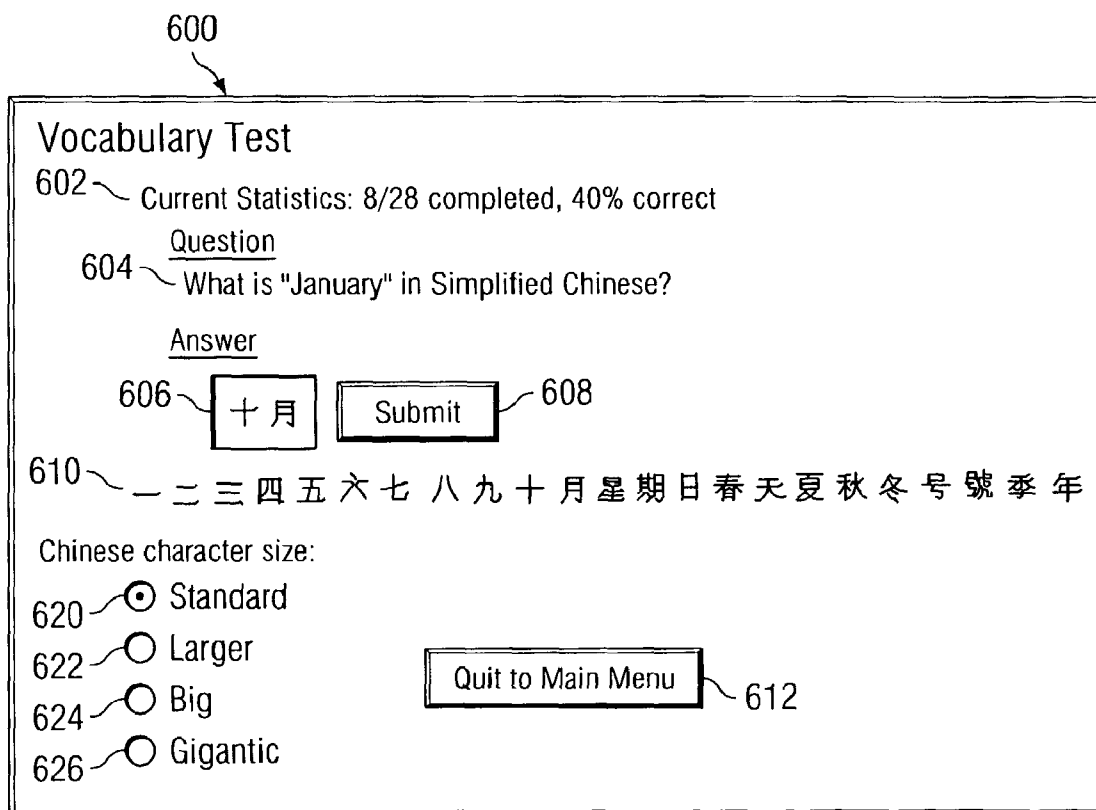 600
Vocabulary Test
602 Current Statistics: 8/28 completed, 40% correct
Question
604 What is "January" in Simplified Chinese?
Answer
606 十月 Submit 608
610 一 二 三 四 五 六 七 八 九 十 月 星 期 日 春 天 夏 秋 冬 号 號 季 年
Chinese character size:
620 Standard
622 Larger
624 Big
626 Gigantic
Quit to Main Menu 612